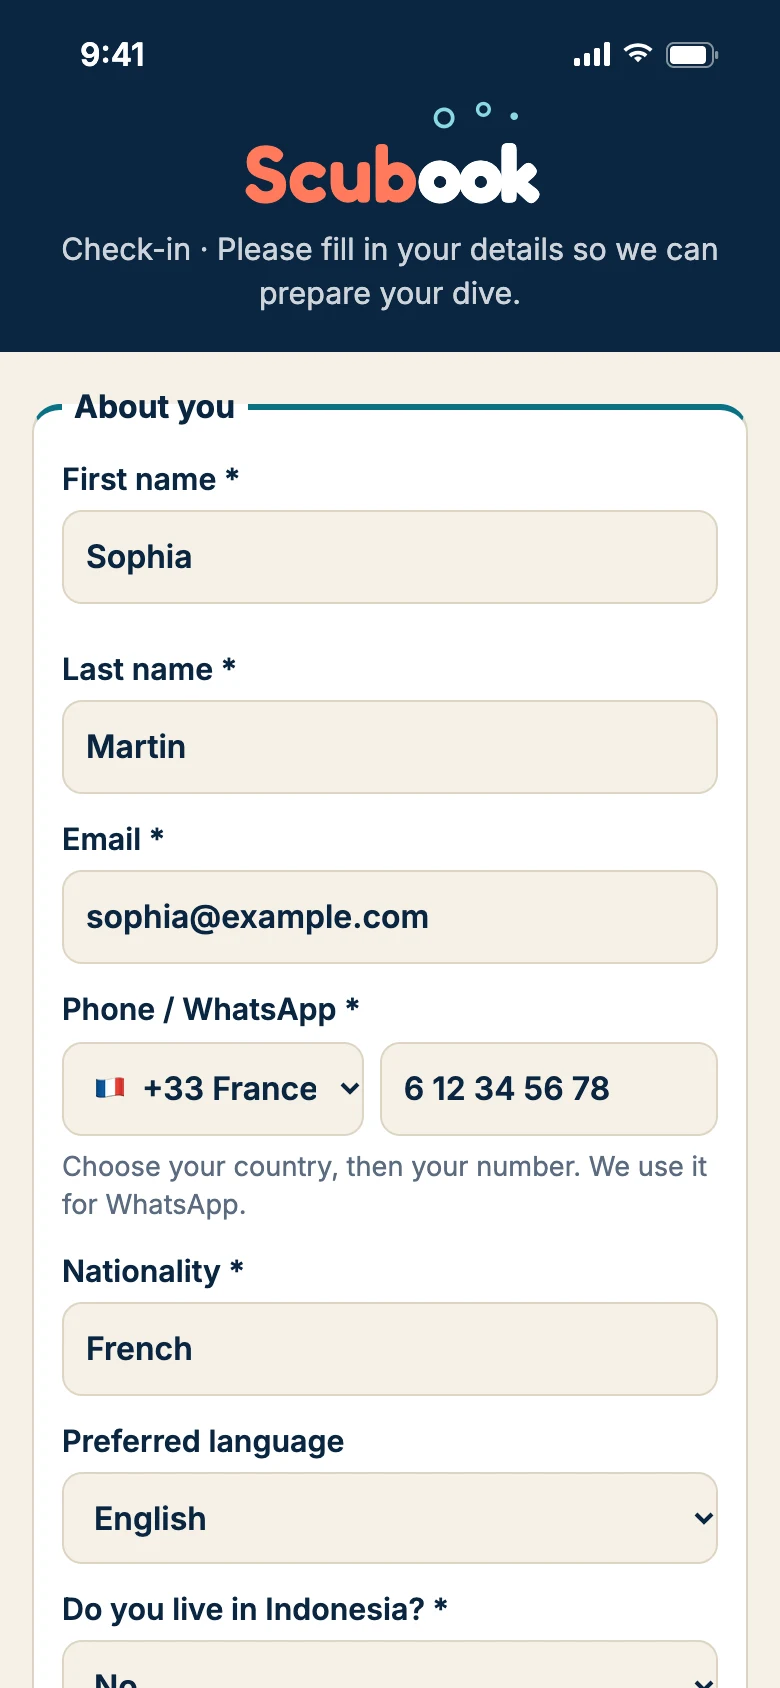 9:41
Scubook
Check-in · Please fill in your details so we can
prepare your dive.
About you
First name *
Sophia
Last name *
Martin
Email *
sophia@example.com
Phone / WhatsApp *
+33 France
6 12 34 56 78
Choose your country, then your number. We use it
for WhatsApp.
Nationality *
French
Preferred language
English
Do you live in Indonesia? *
No